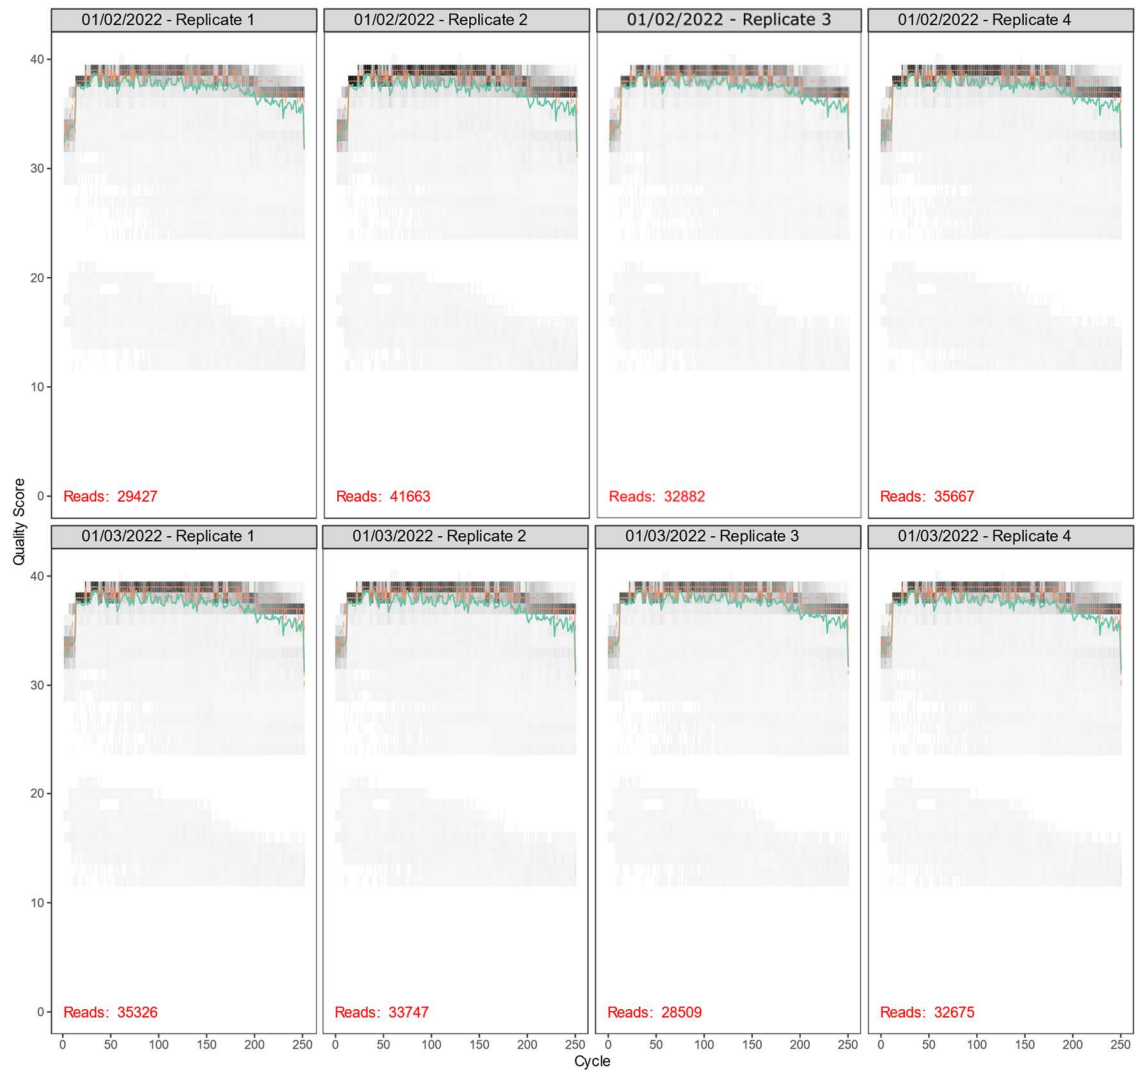 01/02/2022 - Replicate 1
01/02/2022 - Replicate 2
01/02/2022 - Replicate 3
01/02/2022 - Replicate 4
40
30
20
10
0
Reads: 29427
Reads: 41663
Reads: 32882
Reads: 35667
Quality Score
01/03/2022 - Replicate 1
01/03/2022 - Replicate 2
01/03/2022 - Replicate 3
01/03/2022 - Replicate 4
40
30
20
10
0
Reads: 35326
Reads: 33747
Reads: 28509
Reads: 32675
0 50 100 150 200 250
0 50 100 150 200 250
0 50 100 150 200 250
0 50 100 150 200 250
Cycle